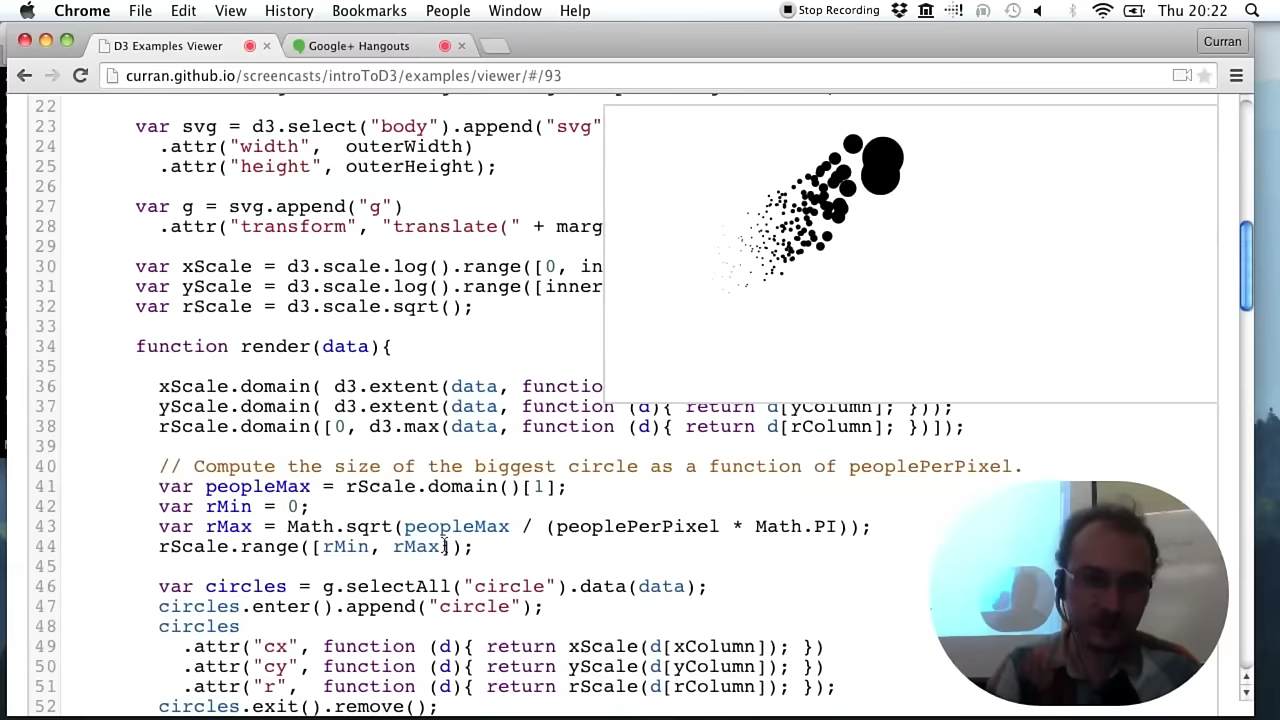 Chrome File Edit View History Bookmarks People Window Help Stop Recording Thu 20:22
D3 Examples Viewer Google+ Hangouts Curran
curran.github.io/screencasts/introToD3/examples/viewer/#/93
22
23 var svg = d3.select("body").append("svg"
24 .attr("width", outerWidth)
25 .attr("height", outerHeight);
26
27 var g = svg.append("g")
28 .attr("transform", "translate(" + marg
29
30 var xScale = d3.scale.log().range([0, in
31 var yScale = d3.scale.log().range([inner
32 var rScale = d3.scale.sqrt();
33
34 function render(data){
35
36 xScale.domain( d3.extent(data, function
37 yScale.domain( d3.extent(data, function (d){ return d[yColumn]; }));
38 rScale.domain([0, d3.max(data, function (d){ return d[rColumn]; })]);
39
40 // Compute the size of the biggest circle as a function of peoplePerPixel.
41 var peopleMax = rScale.domain()[1];
42 var rMin = 0;
43 var rMax = Math.sqrt(peopleMax / (peoplePerPixel * Math.PI));
44 rScale.range([rMin, rMax]);
45
46 var circles = g.selectAll("circle").data(data);
47 circles.enter().append("circle");
48 circles
49 .attr("cx", function (d){ return xScale(d[xColumn]); })
50 .attr("cy", function (d){ return yScale(d[yColumn]); })
51 .attr("r", function (d){ return rScale(d[rColumn]); });
52 circles.exit().remove();